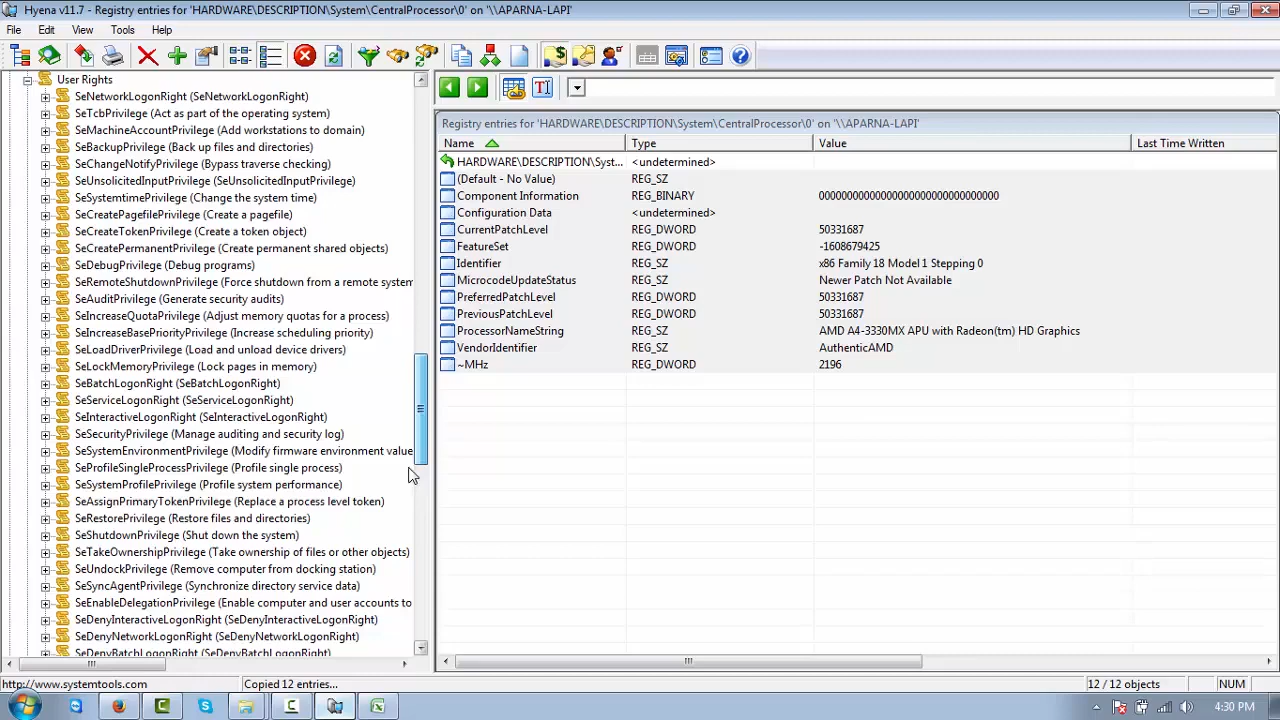 Hyena v11.7 - Registry entries for 'HARDWARE\DESCRIPTION\System\CentralProcessor\0' on '\\APARNA-LAPI'
File Edit View Tools Help
User Rights
SeNetworkLogonRight (SeNetworkLogonRight)
SeTcbPrivilege (Act as part of the operating system)
SeMachineAccountPrivilege (Add workstations to domain)
SeBackupPrivilege (Back up files and directories)
SeChangeNotifyPrivilege (Bypass traverse checking)
SeUnsolicitedInputPrivilege (SeUnsolicitedInputPrivilege)
SeSystemtimePrivilege (Change the system time)
SeCreatePagefilePrivilege (Create a pagefile)
SeCreateTokenPrivilege (Create a token object)
SeCreatePermanentPrivilege (Create permanent shared objects)
SeDebugPrivilege (Debug programs)
SeRemoteShutdownPrivilege (Force shutdown from a remote system
SeAuditPrivilege (Generate security audits)
SeIncreaseQuotaPrivilege (Adjust memory quotas for a process)
SeIncreaseBasePriorityPrivilege (Increase scheduling priority)
SeLoadDriverPrivilege (Load and unload device drivers)
SeLockMemoryPrivilege (Lock pages in memory)
SeBatchLogonRight (SeBatchLogonRight)
SeServiceLogonRight (SeServiceLogonRight)
SeInteractiveLogonRight (SeInteractiveLogonRight)
SeSecurityPrivilege (Manage auditing and security log)
SeSystemEnvironmentPrivilege (Modify firmware environment value
SeProfileSingleProcessPrivilege (Profile single process)
SeSystemProfilePrivilege (Profile system performance)
SeAssignPrimaryTokenPrivilege (Replace a process level token)
SeRestorePrivilege (Restore files and directories)
SeShutdownPrivilege (Shut down the system)
SeTakeOwnershipPrivilege (Take ownership of files or other objects)
SeUndockPrivilege (Remove computer from docking station)
SeSyncAgentPrivilege (Synchronize directory service data)
SeEnableDelegationPrivilege (Enable computer and user accounts to
SeDenyInteractiveLogonRight (SeDenyInteractiveLogonRight)
SeDenyNetworkLogonRight (SeDenyNetworkLogonRight)
SeDenyBatchLogonRight (SeDenyBatchLogonRight)
Registry entries for 'HARDWARE\DESCRIPTION\System\CentralProcessor\0' on '\\APARNA-LAPI'
Name Type Value Last Time Written
HARDWARE\DESCRIPTION\Syst... <undetermined>
(Default - No Value) REG_SZ
Component Information REG_BINARY 00000000000000000000000000000000
Configuration Data <undetermined>
CurrentPatchLevel REG_DWORD 50331687
FeatureSet REG_DWORD -1608679425
Identifier REG_SZ x86 Family 18 Model 1 Stepping 0
MicrocodeUpdateStatus REG_SZ Newer Patch Not Available
PreferredPatchLevel REG_DWORD 50331687
PreviousPatchLevel REG_DWORD 50331687
ProcessorNameString REG_SZ AMD A4-3330MX APU with Radeon(tm) HD Graphics
VendorIdentifier REG_SZ AuthenticAMD
~MHz REG_DWORD 2196
http://www.systemtools.com Copied 12 entries... 12 / 12 objects NUM
4:30 PM